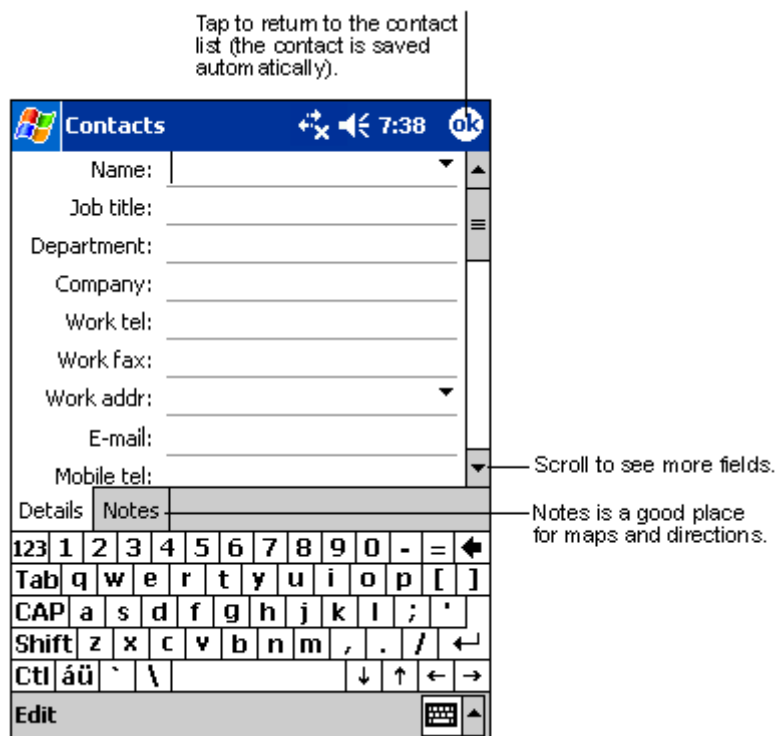 Tap to return to the contact
list (the contact is saved
automatically).
Contacts 7:38 ok
Name:
Job title:
Department:
Company:
Work tel:
Work fax:
Work addr:
E-mail:
Mobile tel:
Scroll to see more fields.
Details Notes
Notes is a good place
for maps and directions.
123 1 2 3 4 5 6 7 8 9 0 - = ←
Tab q w e r t y u i o p [ ]
CAP a s d f g h j k l ; '
Shift z x c v b n m , . / ↵
Ctl áü ` \ ↓ ↑ ← →
Edit